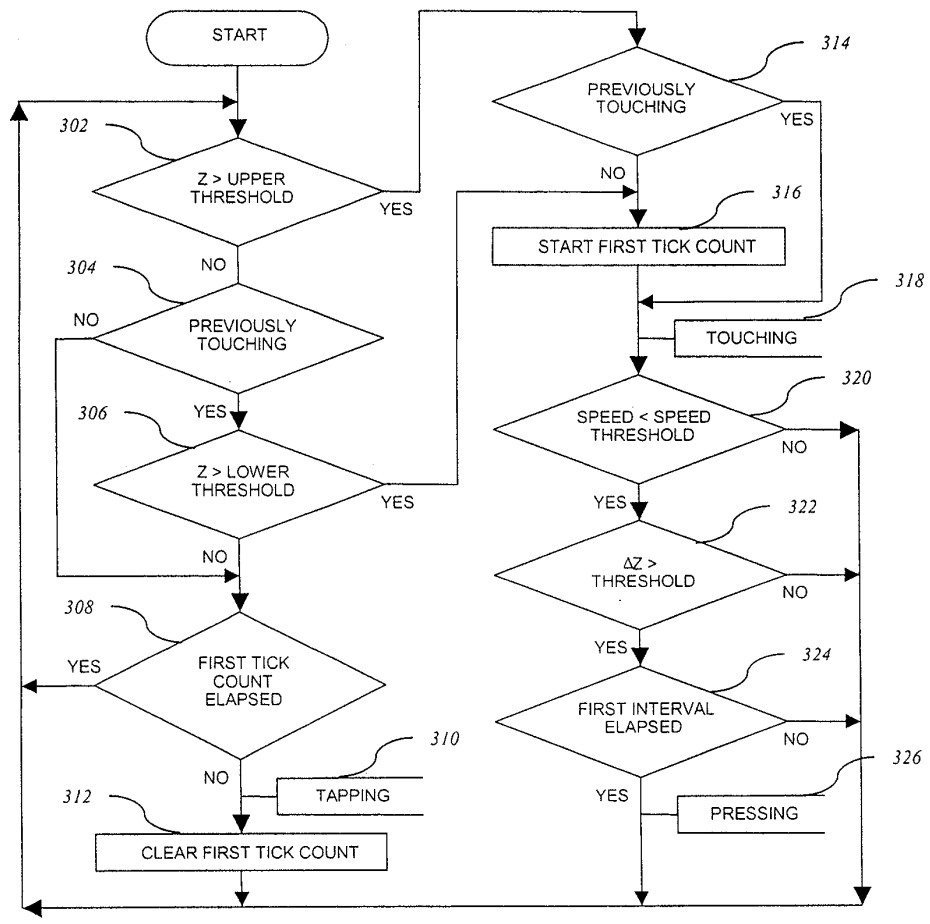 START
302
Z > UPPER
THRESHOLD
YES
NO
304
PREVIOUSLY
TOUCHING
NO
YES
306
Z > LOWER
THRESHOLD
YES
NO
308
FIRST TICK
COUNT
ELAPSED
YES
NO
310
TAPPING
312
CLEAR FIRST TICK COUNT
314
PREVIOUSLY
TOUCHING
YES
NO
316
START FIRST TICK COUNT
318
TOUCHING
320
SPEED < SPEED
THRESHOLD
NO
YES
322
ΔZ >
THRESHOLD
NO
YES
324
FIRST INTERVAL
ELAPSED
NO
YES
326
PRESSING